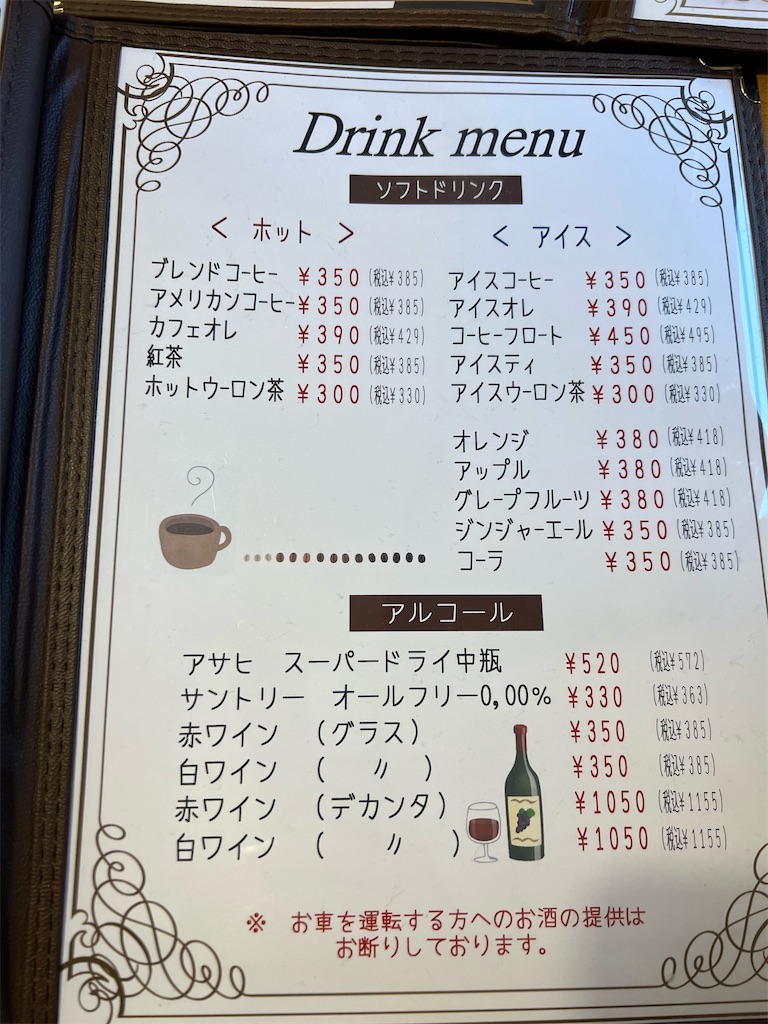 Drink menu
ソフトドリンク
< ホット >
ブレンドコーヒー ¥350 (税込¥385)
アメリカンコーヒー ¥350 (税込¥385)
カフェオレ ¥390 (税込¥429)
紅茶 ¥350 (税込¥385)
ホットウーロン茶 ¥300 (税込¥330)
< アイス >
アイスコーヒー ¥350 (税込¥385)
アイスオレ ¥390 (税込¥429)
コーヒーフロート ¥450 (税込¥495)
アイスティ ¥350 (税込¥385)
アイスウーロン茶 ¥300 (税込¥330)
オレンジ ¥380 (税込¥418)
アップル ¥380 (税込¥418)
グレープフルーツ ¥380 (税込¥418)
ジンジャーエール ¥350 (税込¥385)
コーラ ¥350 (税込¥385)
アルコール
アサヒ スーパードライ中瓶 ¥520 (税込¥572)
サントリー オールフリー0,00% ¥330 (税込¥363)
赤ワイン (グラス) ¥350 (税込¥385)
白ワイン ( 〃 ) ¥350 (税込¥385)
赤ワイン (デカンタ) ¥1050 (税込¥1155)
白ワイン ( 〃 ) ¥1050 (税込¥1155)
※ お車を運転する方へのお酒の提供は
お断りしております。